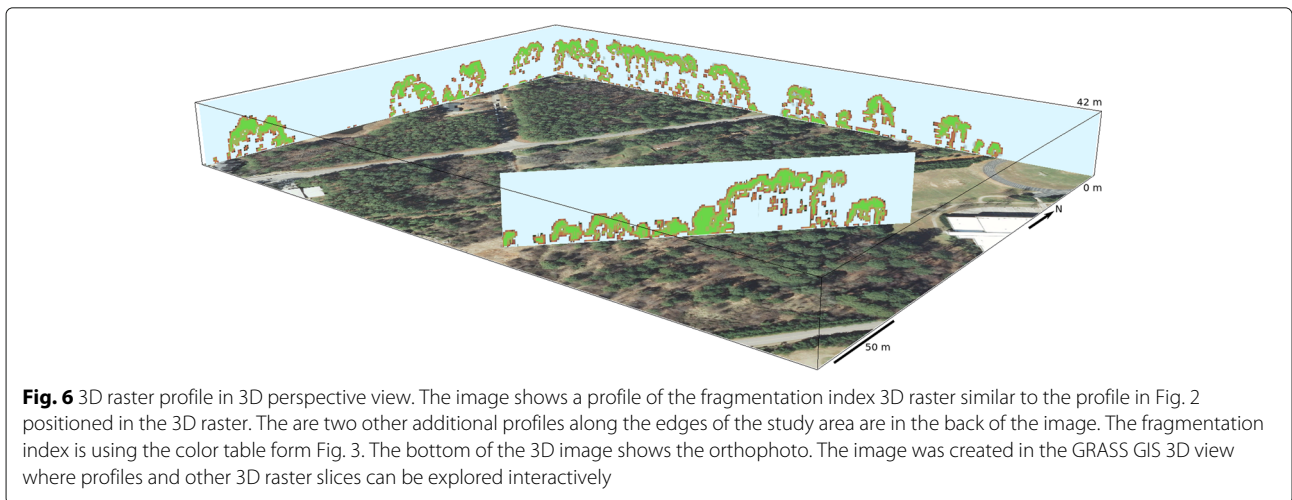 42 m
0 m
N
50 m
Fig. 6 3D raster profile in 3D perspective view. The image shows a profile of the fragmentation index 3D raster similar to the profile in Fig. 2
positioned in the 3D raster. The are two other additional profiles along the edges of the study area are in the back of the image. The fragmentation
index is using the color table form Fig. 3. The bottom of the 3D image shows the orthophoto. The image was created in the GRASS GIS 3D view
where profiles and other 3D raster slices can be explored interactively